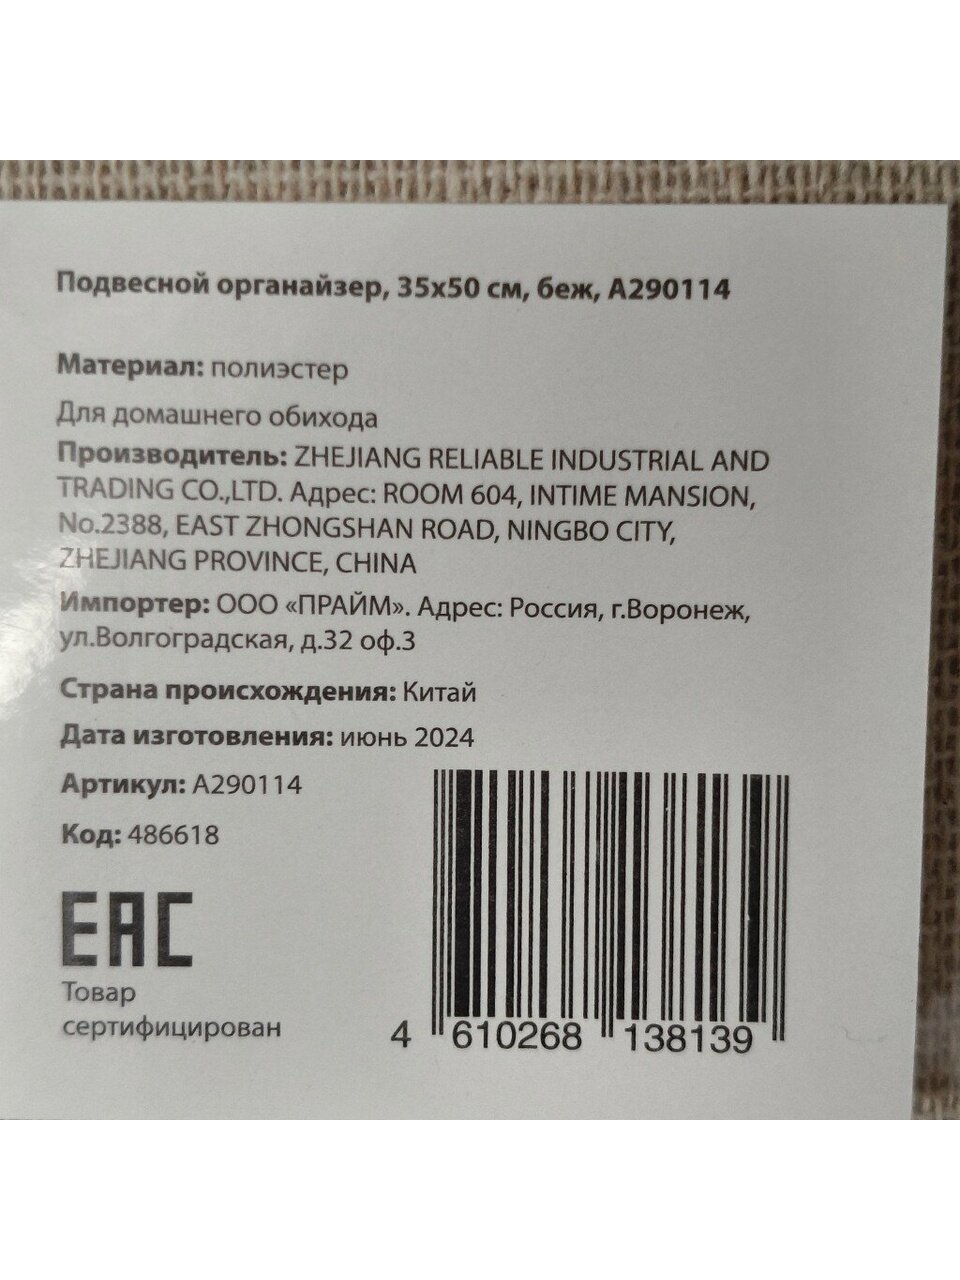 Подвесной органайзер, 35х50 см, беж, А290114
Материал: полиэстер
Для домашнего обихода
Производитель: ZHEJIANG RELIABLE INDUSTRIAL AND
TRADING CO.,LTD. Адрес: ROOM 604, INTIME MANSION,
No.2388, EAST ZHONGSHAN ROAD, NINGBO CITY,
ZHEJIANG PROVINCE, CHINA
Импортер: ООО «ПРАЙМ». Адрес: Россия, г.Воронеж,
ул.Волгоградская, д.32 оф.3
Страна происхождения: Китай
Дата изготовления: июнь 2024
Артикул: А290114
Код: 486618
EAC
Товар
сертифицирован
4 610268 138139